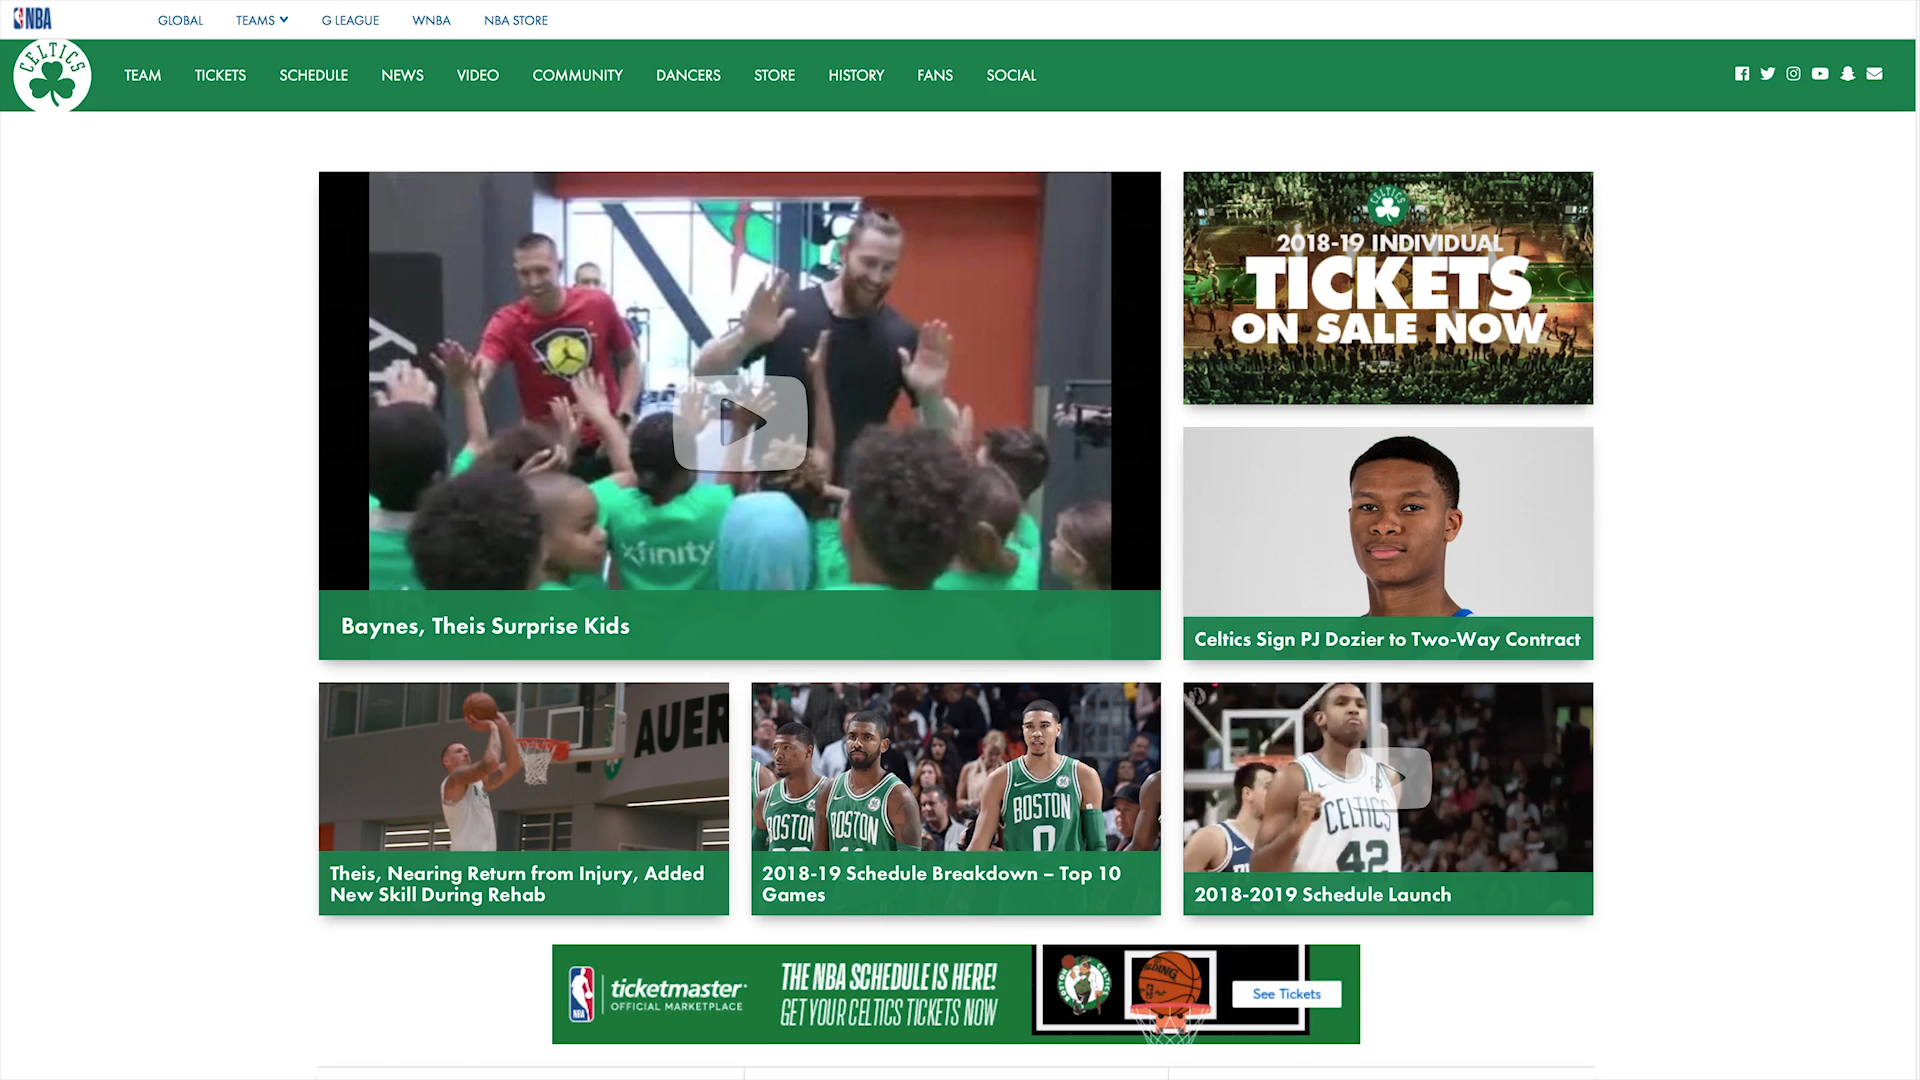 NBA
GLOBAL
TEAMS
G LEAGUE
WNBA
NBA STORE
CELTICS
TEAM
TICKETS
SCHEDULE
NEWS
VIDEO
COMMUNITY
DANCERS
STORE
HISTORY
FANS
SOCIAL
xfinity
Baynes, Theis Surprise Kids
CELTICS
2018-19 INDIVIDUAL
TICKETS
ON SALE NOW
Celtics Sign PJ Dozier to Two-Way Contract
AUER
Theis, Nearing Return from Injury, Added
New Skill During Rehab
BOSTON
BOSTON
BOSTON
0
2018-19 Schedule Breakdown – Top 10
Games
CELTICS
42
2018-2019 Schedule Launch
NBA
ticketmaster
OFFICIAL MARKETPLACE
THE NBA SCHEDULE IS HERE!
GET YOUR CELTICS TICKETS NOW
See Tickets